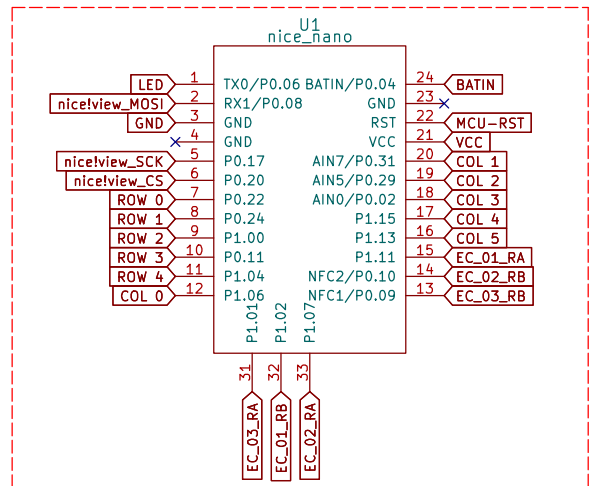 U1
nice_nano
LED 1 TX0/P0.06 BATIN/P0.04 24 BATIN
nice!view_MOSI 2 RX1/P0.08 GND 23
GND 3 GND RST 22 MCU-RST
4 GND VCC 21 VCC
nice!view_SCK 5 P0.17 AIN7/P0.31 20 COL 1
nice!view_CS 6 P0.20 AIN5/P0.29 19 COL 2
ROW 0 7 P0.22 AIN0/P0.02 18 COL 3
ROW 1 8 P0.24 P1.15 17 COL 4
ROW 2 9 P1.00 P1.13 16 COL 5
ROW 3 10 P0.11 P1.11 15 EC_01_RA
ROW 4 11 P1.04 NFC2/P0.10 14 EC_02_RB
COL 0 12 P1.06 NFC1/P0.09 13 EC_03_RB
P1.01 P1.02 P1.07
31 32 33
EC_03_RA EC_01_RB EC_02_RA